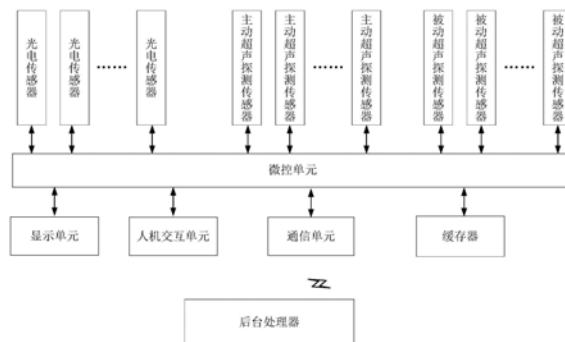 光电传感器
光电传感器
……
光电传感器
主动超声探测传感器
主动超声探测传感器
……
主动超声探测传感器
被动超声探测传感器
被动超声探测传感器
……
被动超声探测传感器
微控单元
显示单元
人机交互单元
通信单元
缓存器
后台处理器